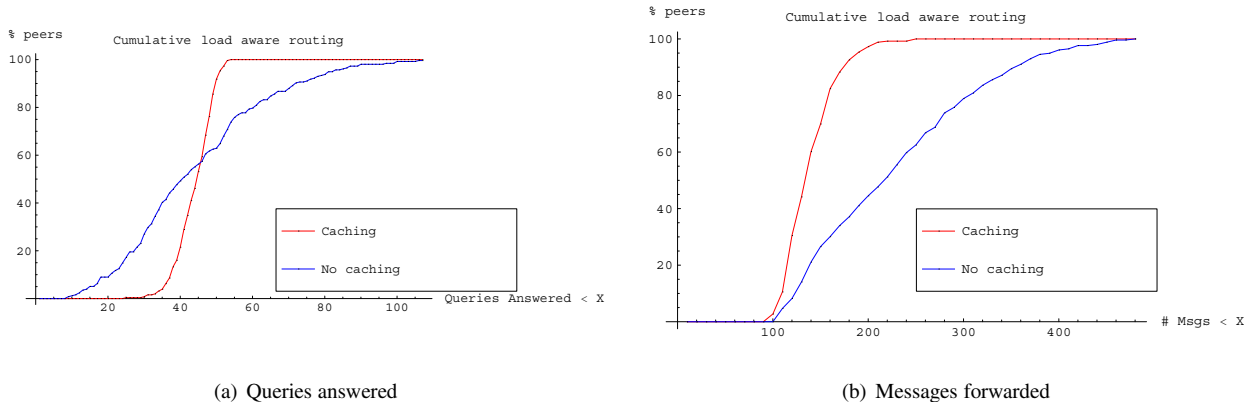 % peers
Cumulative load aware routing
100
80
60
40
20
Caching
No caching
20
40
60
80
100
Queries Answered < X
(a) Queries answered
% peers
Cumulative load aware routing
100
80
60
40
20
Caching
No caching
100
200
300
400
# Msgs < X
(b) Messages forwarded